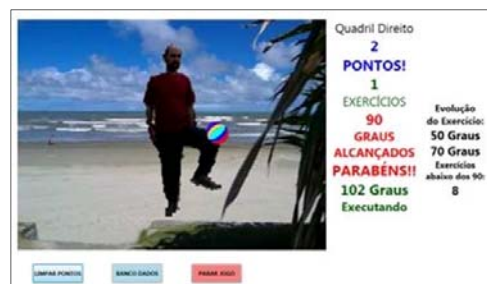 Quadril Direito
2
PONTOS!
1
EXERCÍCIOS
90
GRAUS
ALCANÇADOS
PARABÉNS!!
102 Graus
Executando
Evolução
do Exercício:
50 Graus
70 Graus
Exercícios
abaixo dos 90:
8
LIMPAR PONTOS
BANCO DADOS
PARAR JOGO